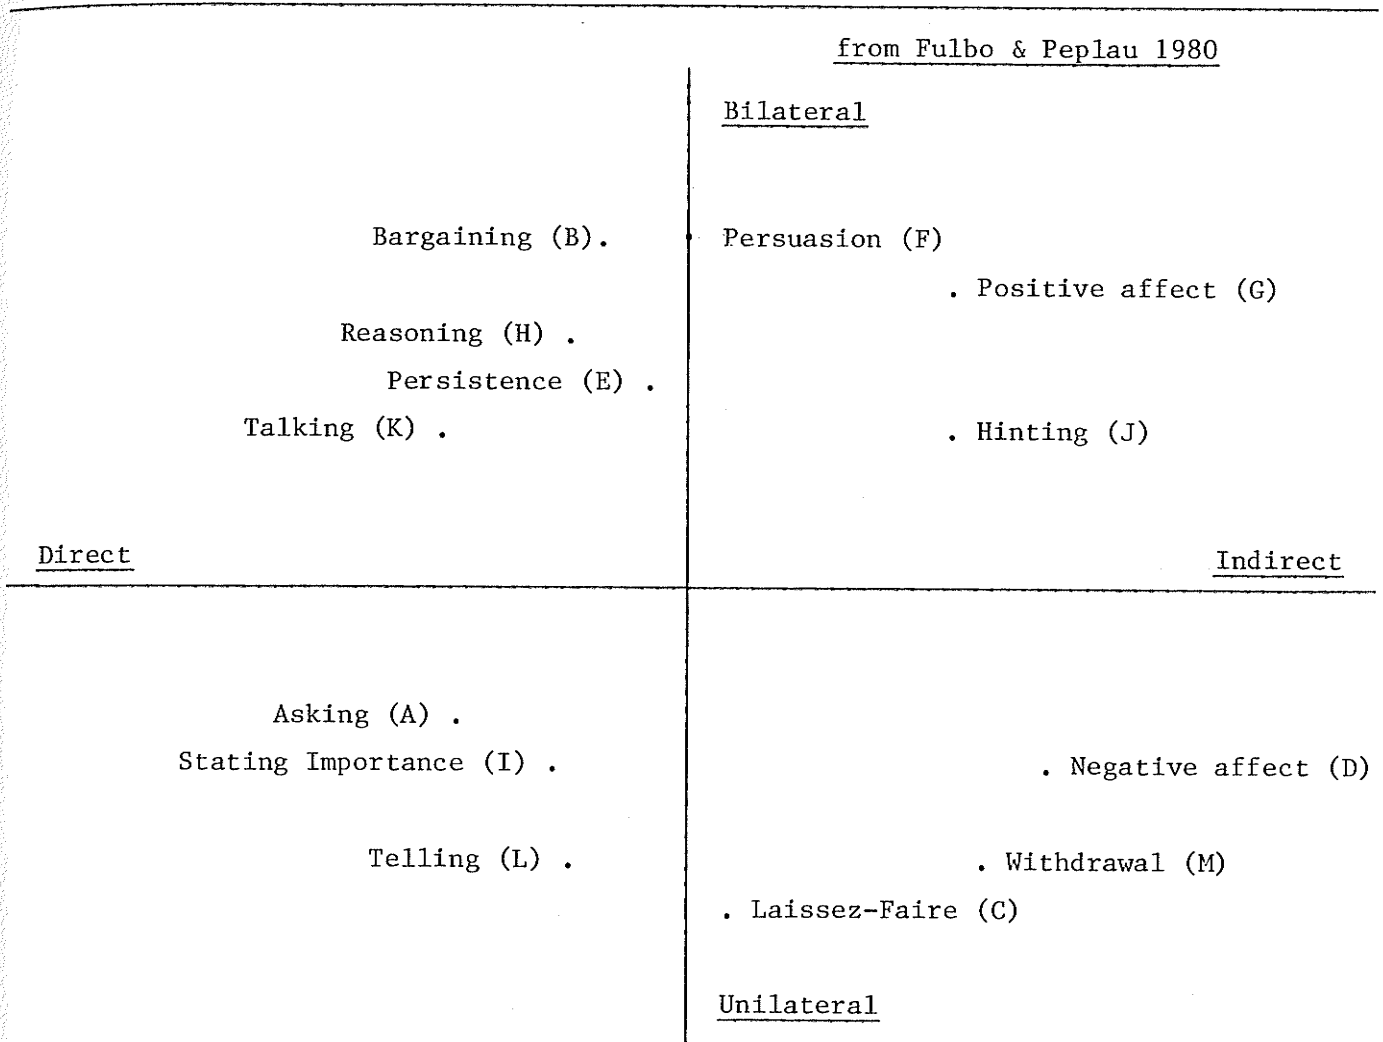 from Fulbo & Peplau 1980
Bilateral
Bargaining (B).
Persuasion (F)
. Positive affect (G)
Reasoning (H) .
Persistence (E) .
Talking (K) .
. Hinting (J)
Direct
Indirect
Asking (A) .
Stating Importance (I) .
. Negative affect (D)
Telling (L) .
. Withdrawal (M)
. Laissez-Faire (C)
Unilateral